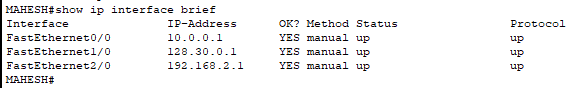 MAHESH#show ip interface brief
Interface IP-Address OK? Method Status Protocol
FastEthernet0/0 10.0.0.1 YES manual up up
FastEthernet1/0 128.30.0.1 YES manual up up
FastEthernet2/0 192.168.2.1 YES manual up up
MAHESH#